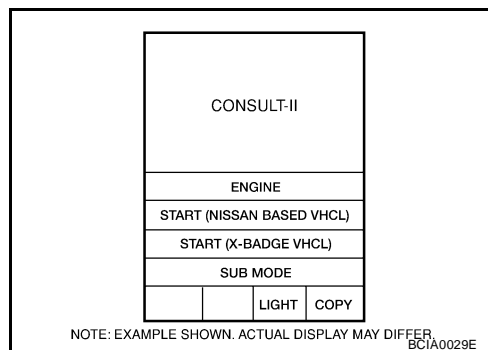 CONSULT-II
ENGINE
START (NISSAN BASED VHCL)
START (X-BADGE VHCL)
SUB MODE
LIGHT COPY
NOTE: EXAMPLE SHOWN. ACTUAL DISPLAY MAY DIFFER.
BCIA0029E